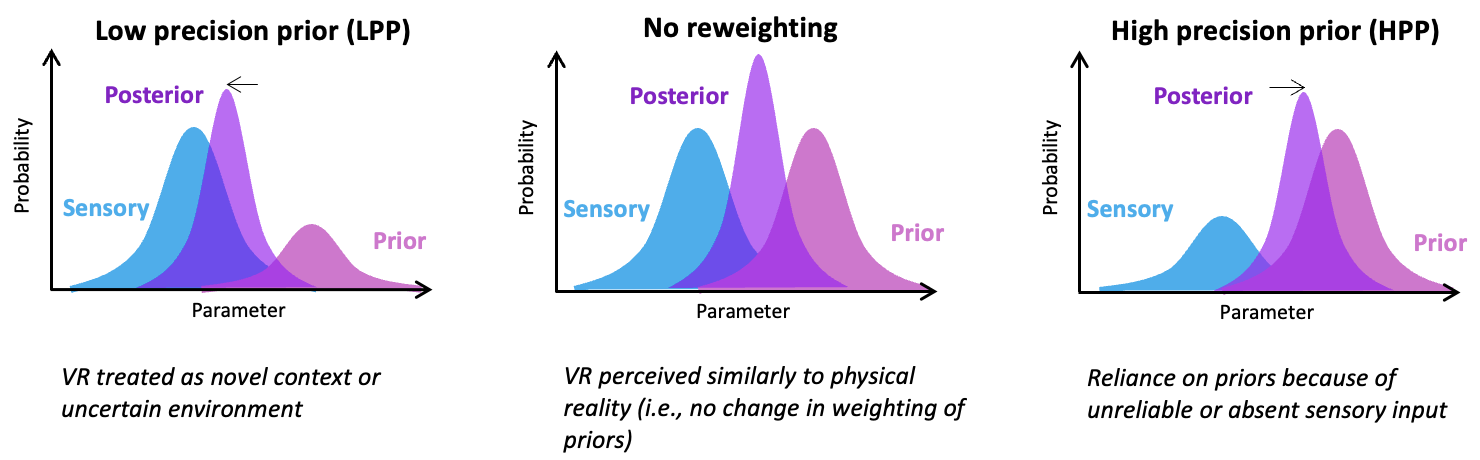 Low precision prior (LPP)
Posterior
Sensory
Prior
Probability
Parameter
VR treated as novel context or
uncertain environment
No reweighting
Posterior
Sensory
Prior
Probability
Parameter
VR perceived similarly to physical
reality (i.e., no change in weighting of
priors)
High precision prior (HPP)
Posterior
Sensory
Prior
Probability
Parameter
Reliance on priors because of
unreliable or absent sensory input